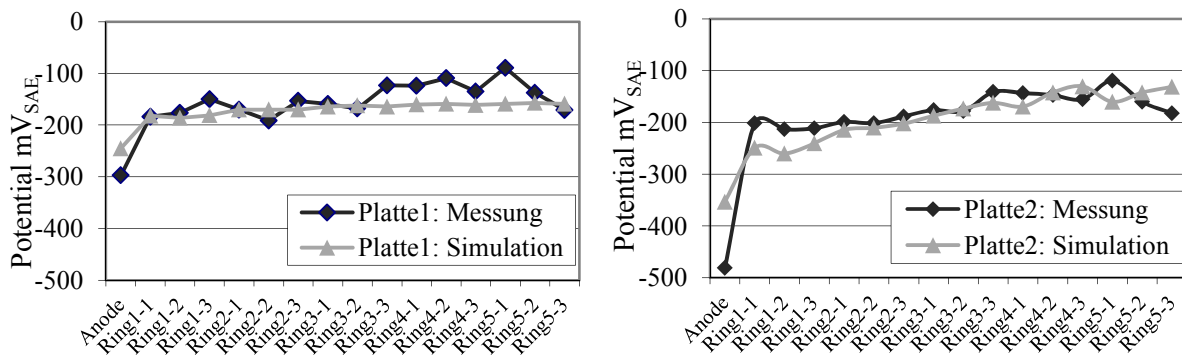 0
-100
-200
-300
-400
-500
Potential mV_SAE
Platte1: Messung
Platte1: Simulation
Anode
Ring1-1
Ring1-2
Ring1-3
Ring2-1
Ring2-2
Ring2-3
Ring3-1
Ring3-2
Ring3-3
Ring4-1
Ring4-2
Ring4-3
Ring5-1
Ring5-2
Ring5-3
0
-100
-200
-300
-400
-500
Potential mV_SAE
Platte2: Messung
Platte2: Simulation
Anode
Ring1-1
Ring1-2
Ring1-3
Ring2-1
Ring2-2
Ring2-3
Ring3-1
Ring3-2
Ring3-3
Ring4-1
Ring4-2
Ring4-3
Ring5-1
Ring5-2
Ring5-3